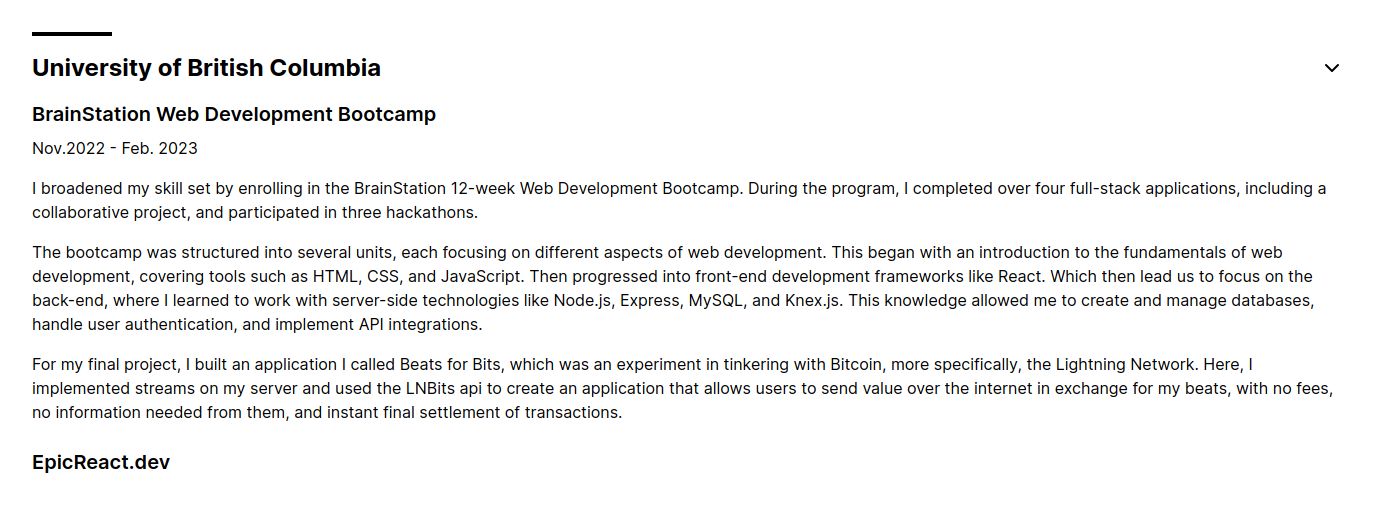 University of British Columbia
BrainStation Web Development Bootcamp
Nov.2022 - Feb. 2023
I broadened my skill set by enrolling in the BrainStation 12-week Web Development Bootcamp. During the program, I completed over four full-stack applications, including a
collaborative project, and participated in three hackathons.
The bootcamp was structured into several units, each focusing on different aspects of web development. This began with an introduction to the fundamentals of web
development, covering tools such as HTML, CSS, and JavaScript. Then progressed into front-end development frameworks like React. Which then lead us to focus on the
back-end, where I learned to work with server-side technologies like Node.js, Express, MySQL, and Knex.js. This knowledge allowed me to create and manage databases,
handle user authentication, and implement API integrations.
For my final project, I built an application I called Beats for Bits, which was an experiment in tinkering with Bitcoin, more specifically, the Lightning Network. Here, I
implemented streams on my server and used the LNBits api to create an application that allows users to send value over the internet in exchange for my beats, with no fees,
no information needed from them, and instant final settlement of transactions.
EpicReact.dev